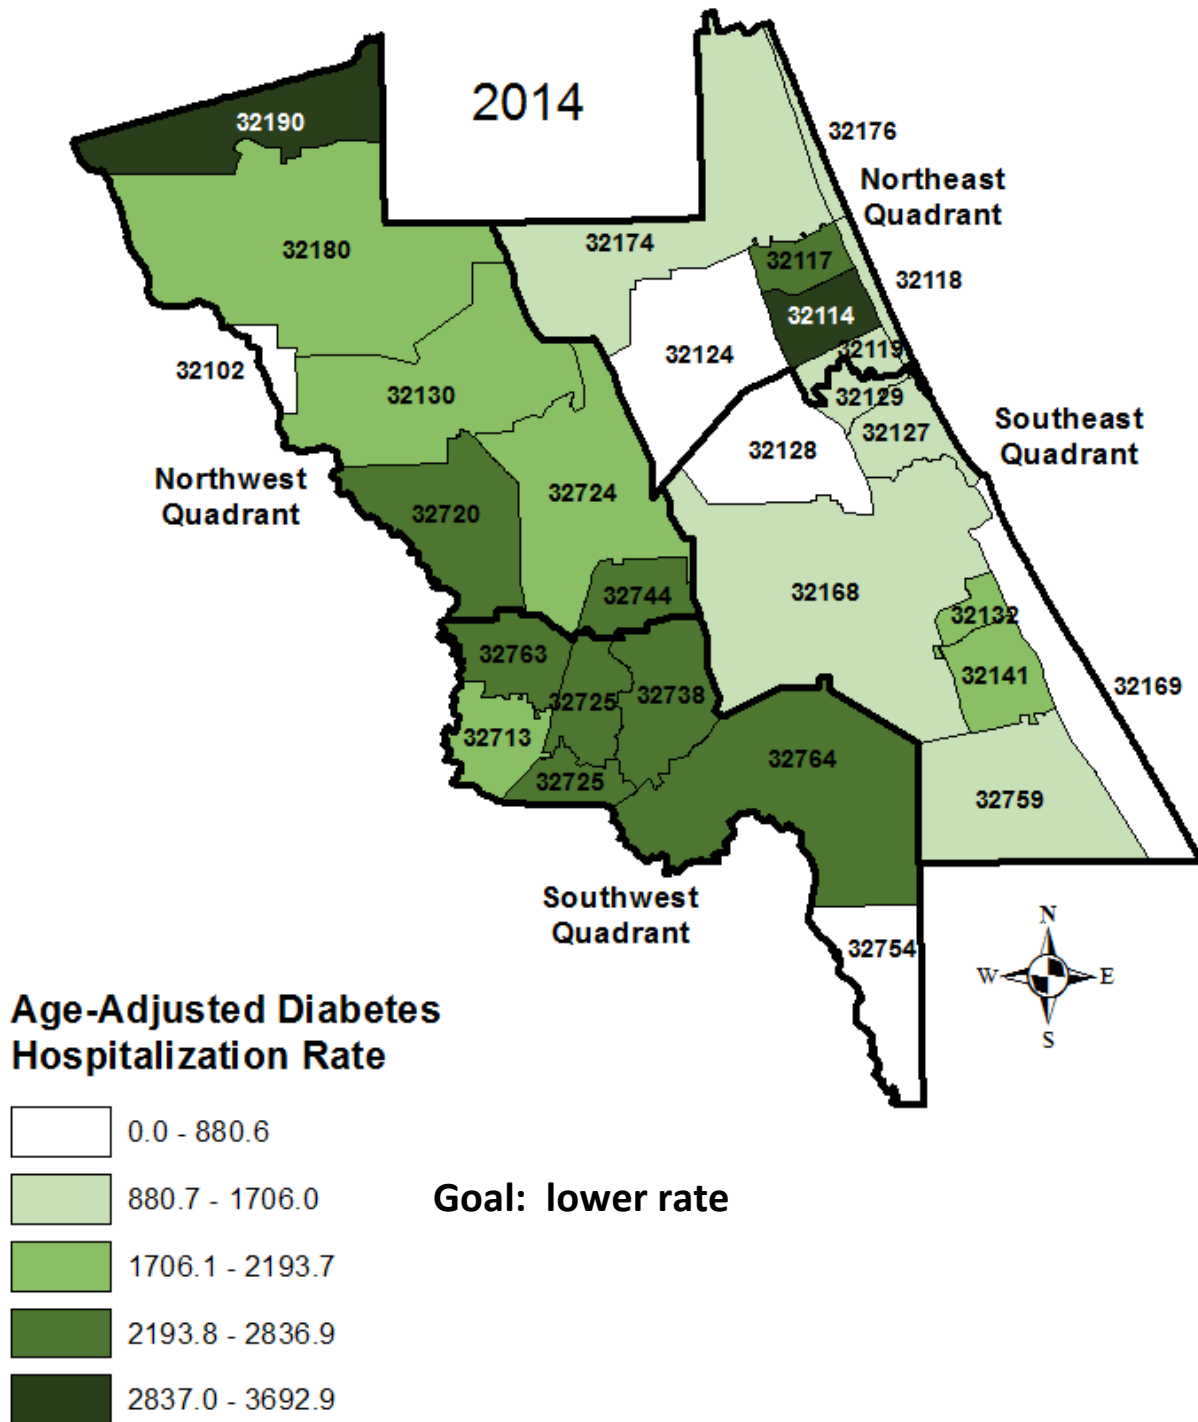 2014
32190
32176
Northeast
Quadrant
32174
32180
32117
32118
32114
32124
32119
32102
32130
32129
32127
Southeast
Quadrant
32128
Northwest
Quadrant
32720
32724
32744
32168
32132
32763
32141
32169
32725
32738
32713
32764
32725
32759
Southwest
Quadrant
32754
N
W
E
S
Age-Adjusted Diabetes
Hospitalization Rate
0.0 - 880.6
880.7 - 1706.0
Goal: lower rate
1706.1 - 2193.7
2193.8 - 2836.9
2837.0 - 3692.9